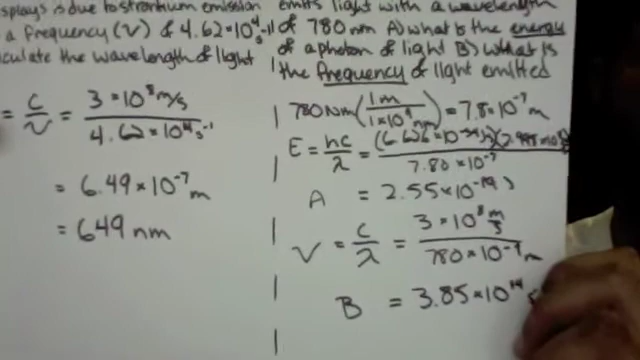 displays is due to strontium emission
a frequency (ν) of 4.62×10¹⁴ s⁻¹
calculate the wavelength of light
= c/ν = 3×10⁸ m/s / 4.62×10¹⁴ s⁻¹
= 6.49×10⁻⁷ m
= 649 nm
emits light with a wavelength
of 780 nm A) what is the energy
of a photon of light B) What is
the frequency of light emitted
780 nm (1m / 1×10⁹ nm) = 7.8×10⁻⁷ m
E = hc/λ = (6.626×10⁻³⁴ Js)(2.998×10⁸ / 7.80×10⁻⁷
A = 2.55×10⁻¹⁹ J
ν = c/λ = 3×10⁸ m/s / 780×10⁻⁹ m
B = 3.85×10¹⁴